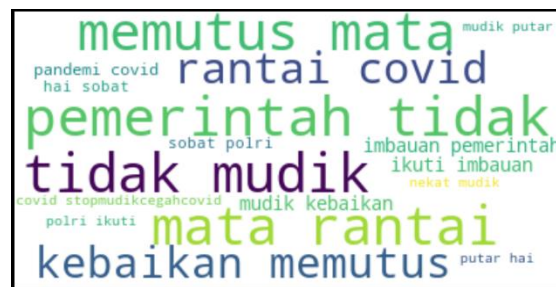 memutus mata mudik putar
pandemi covid rantai covid
hai sobat
pemerintah tidak
sobat polri imbauan pemerintah
tidak mudik ikuti imbauan
nekat mudik
covid stopmudikcegahcovid mudik kebaikan
polri ikuti mata rantai
kebaikan memutus putar hai